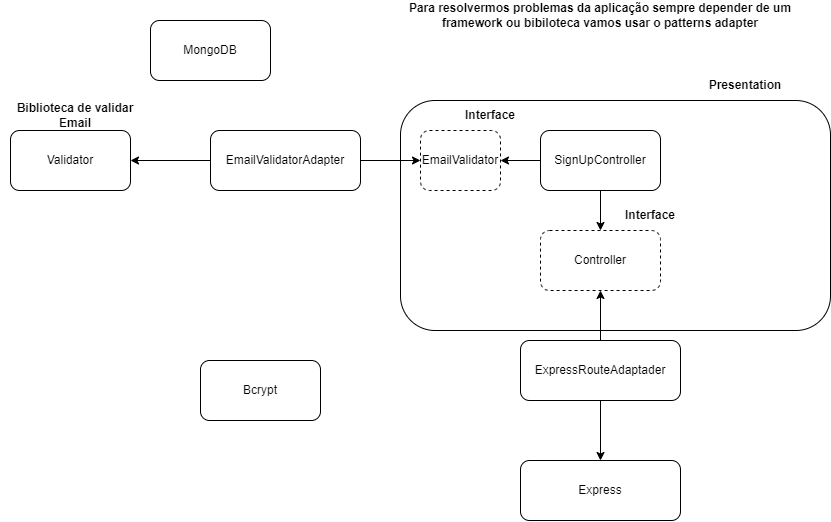 Para resolvermos problemas da aplicação sempre depender de um
framework ou bibiloteca vamos usar o patterns adapter
MongoDB
Presentation
Biblioteca de validar
Email
Interface
Validator
EmailValidatorAdapter
EmailValidator
SignUpController
Interface
Controller
ExpressRouteAdaptader
Bcrypt
Express